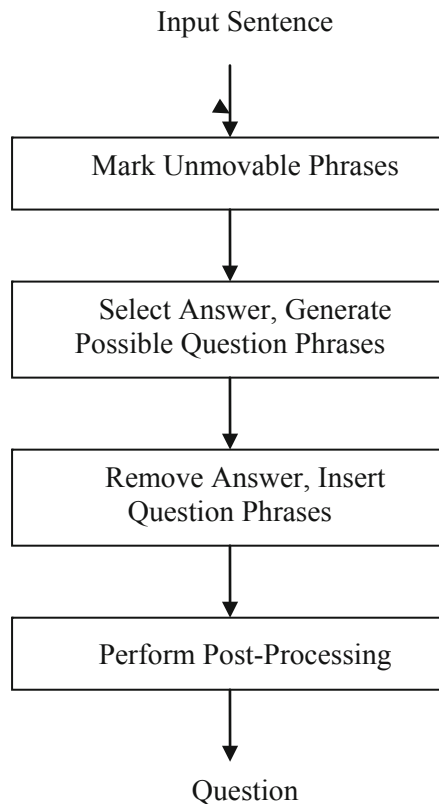 Input Sentence
Mark Unmovable Phrases
Select Answer, Generate
Possible Question Phrases
Remove Answer, Insert
Question Phrases
Perform Post-Processing
Question